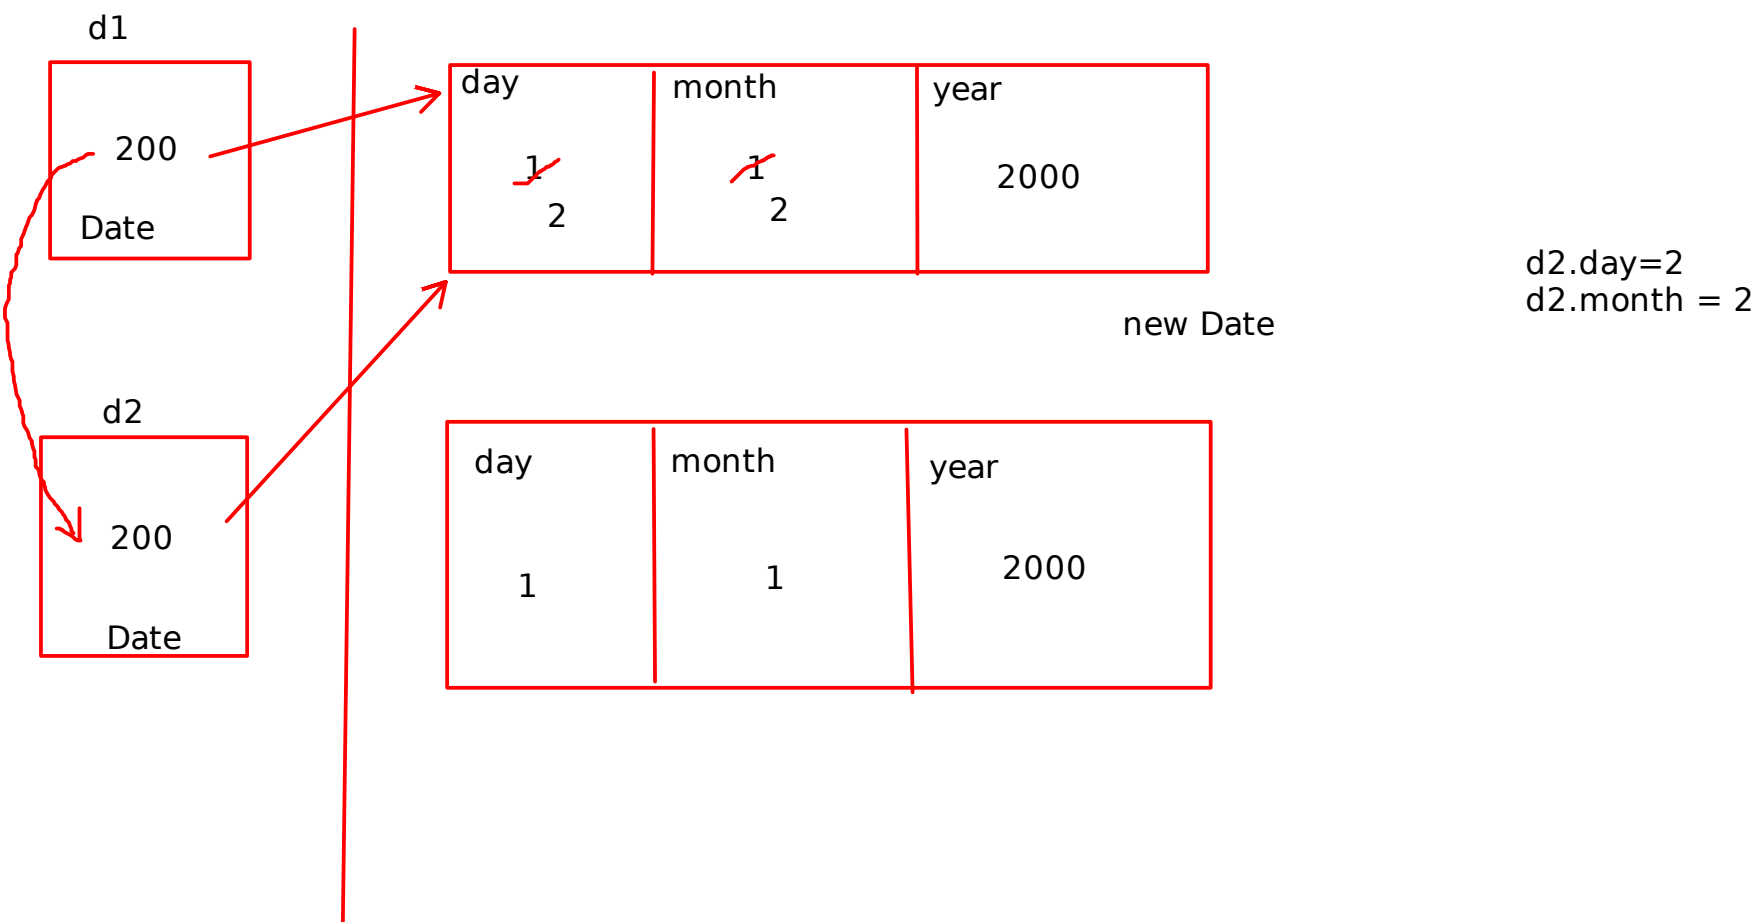 d1
200
Date
day
1
2
month
1
2
year
2000
new Date
d2.day=2
d2.month = 2
d2
200
Date
day
1
month
1
year
2000